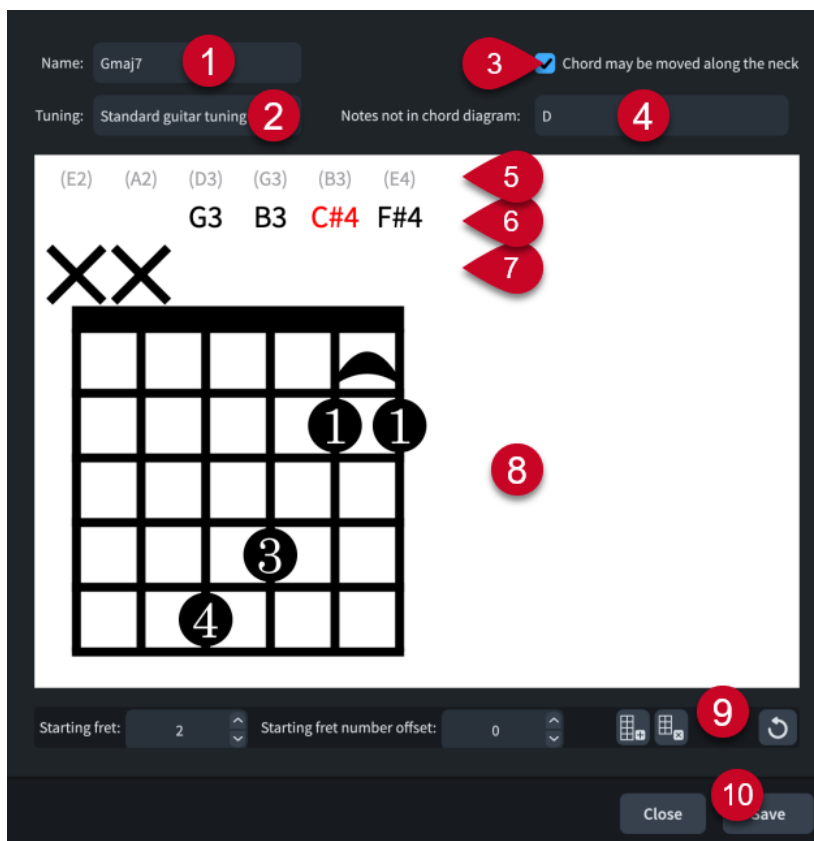 Name: Gmaj7 1 3 Chord may be moved along the neck
Tuning: Standard guitar tuning 2 Notes not in chord diagram: D 4
(E2) (A2) (D3) (G3) (B3) (E4) 5
G3 B3 C#4 F#4 6
7
1 1
8
3
4
Starting fret: 2 Starting fret number offset: 0 9
Close 10 Save